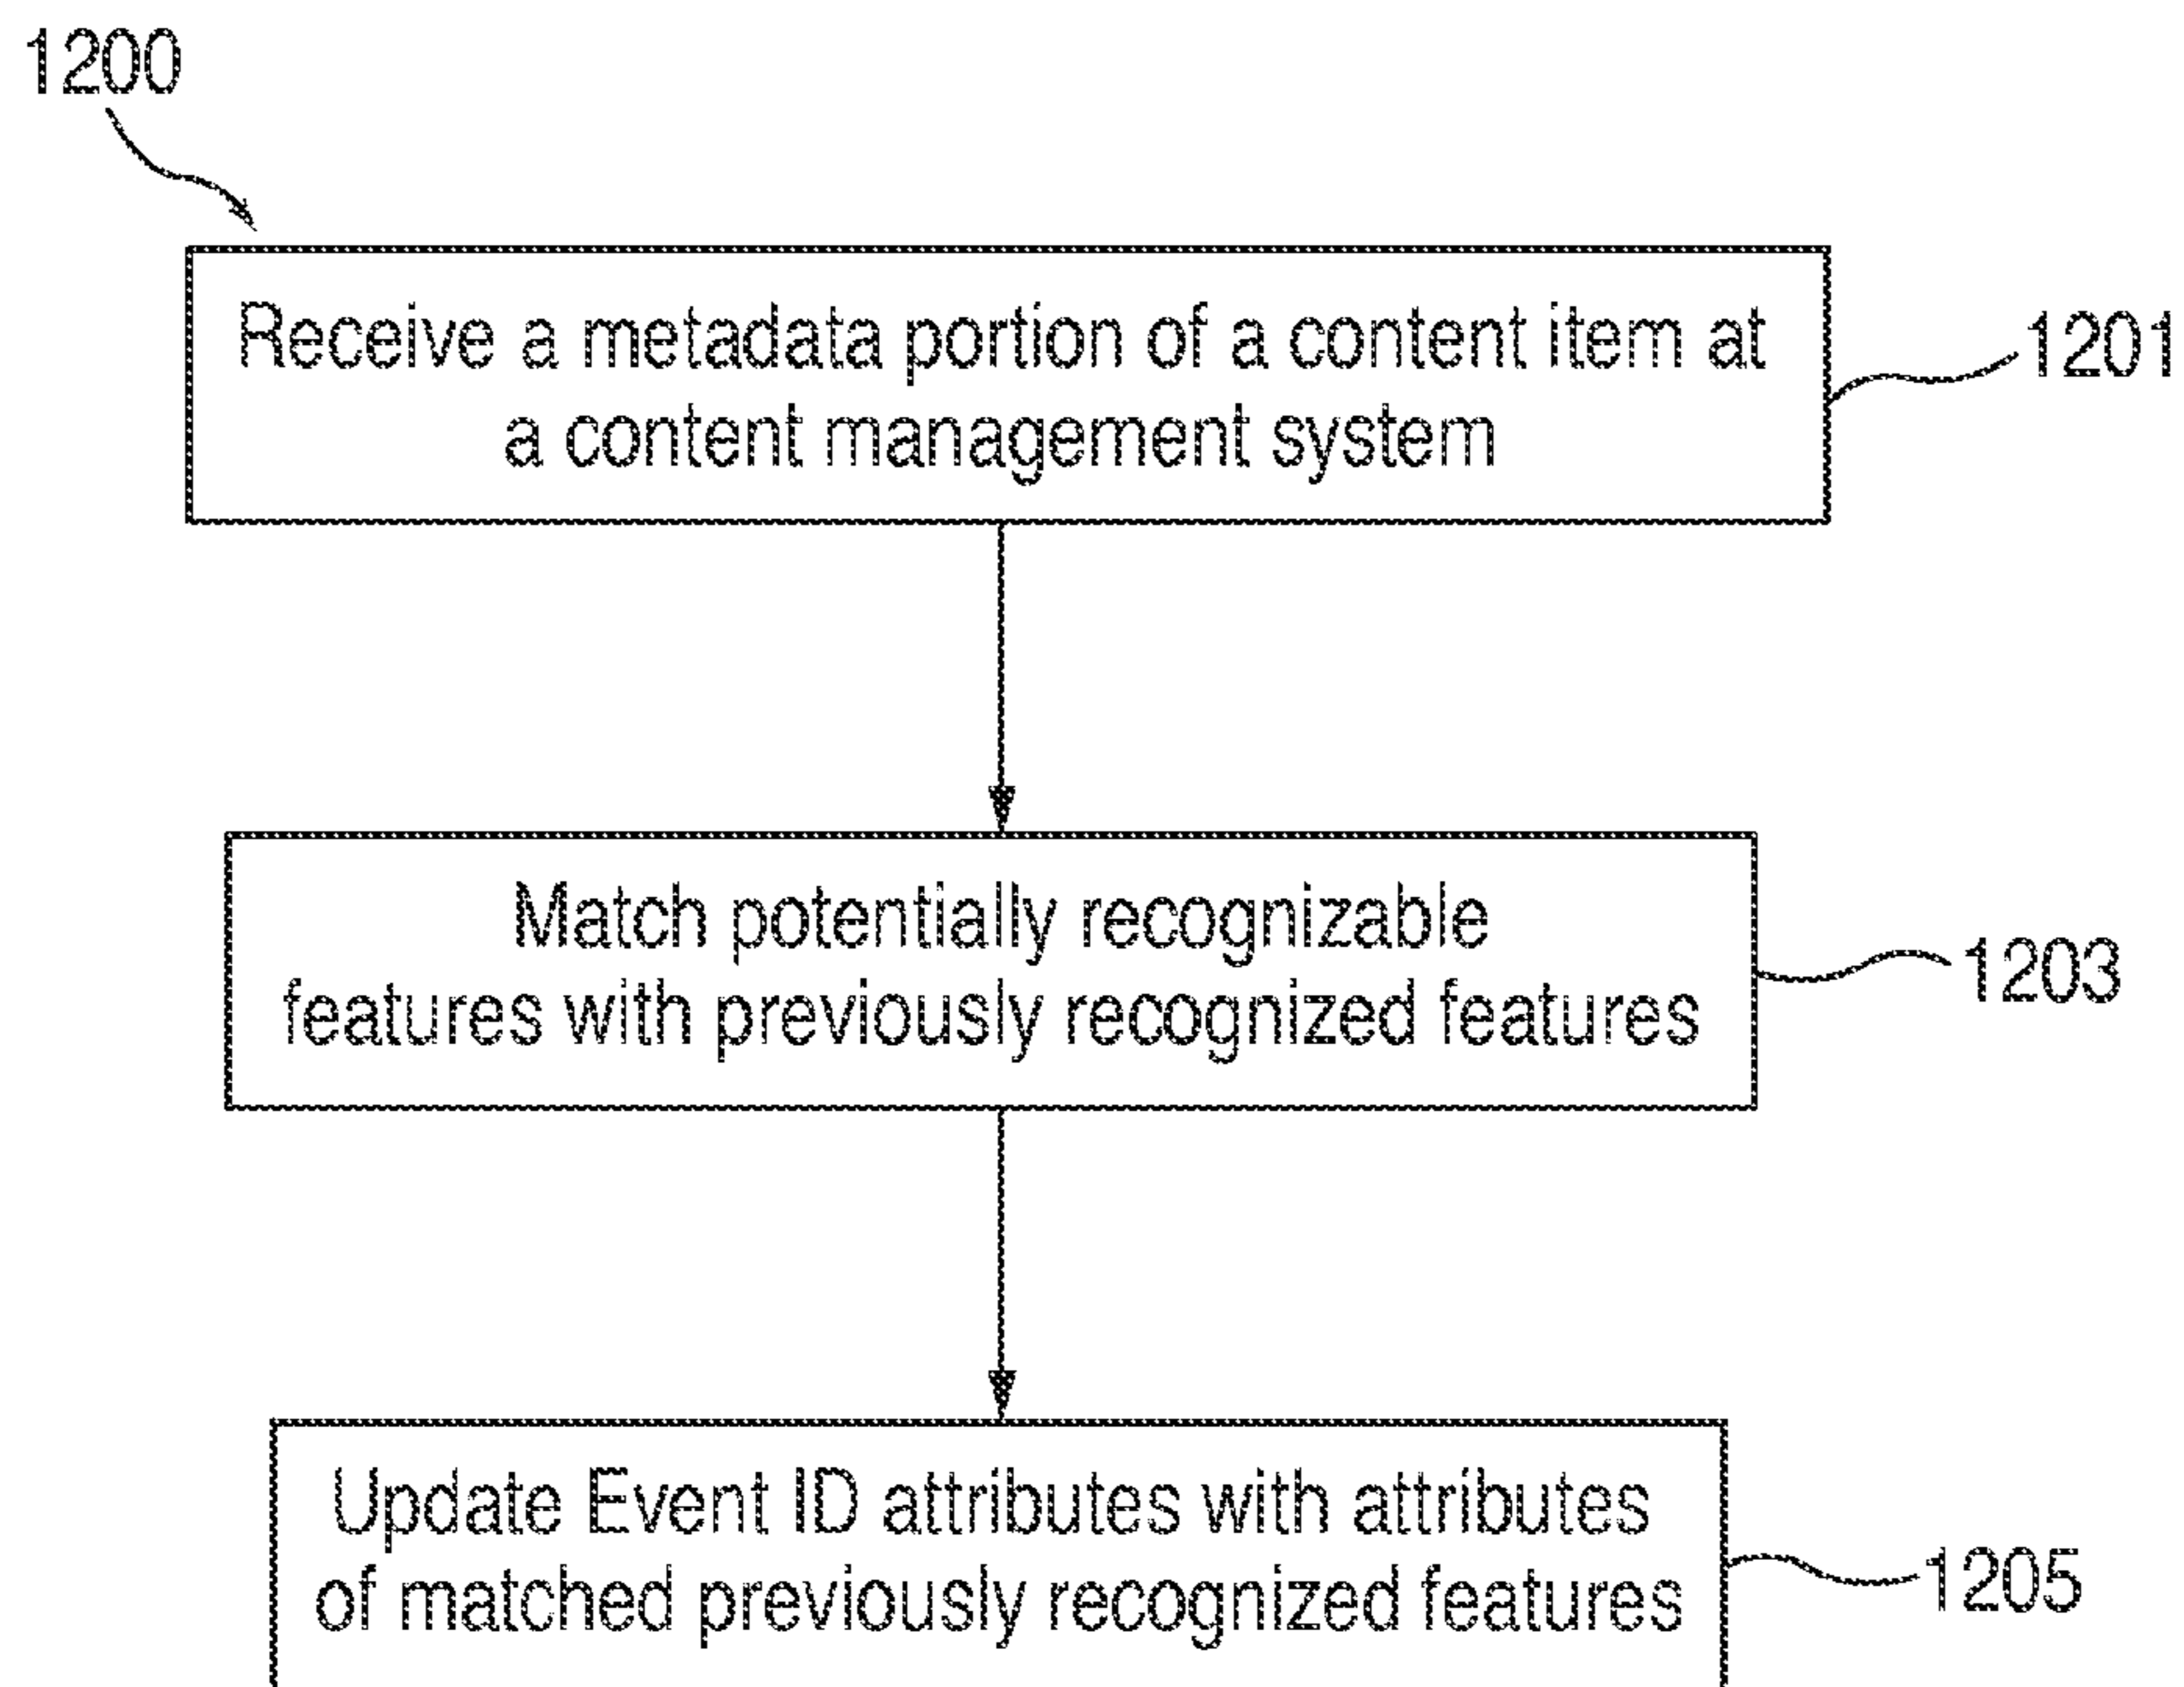 1200
Receive a metadata portion of a content item at
a content management system
1201
Match potentially recognizable
features with previously recognized features
1203
Update Event ID attributes with attributes
of matched previously recognized features
1205